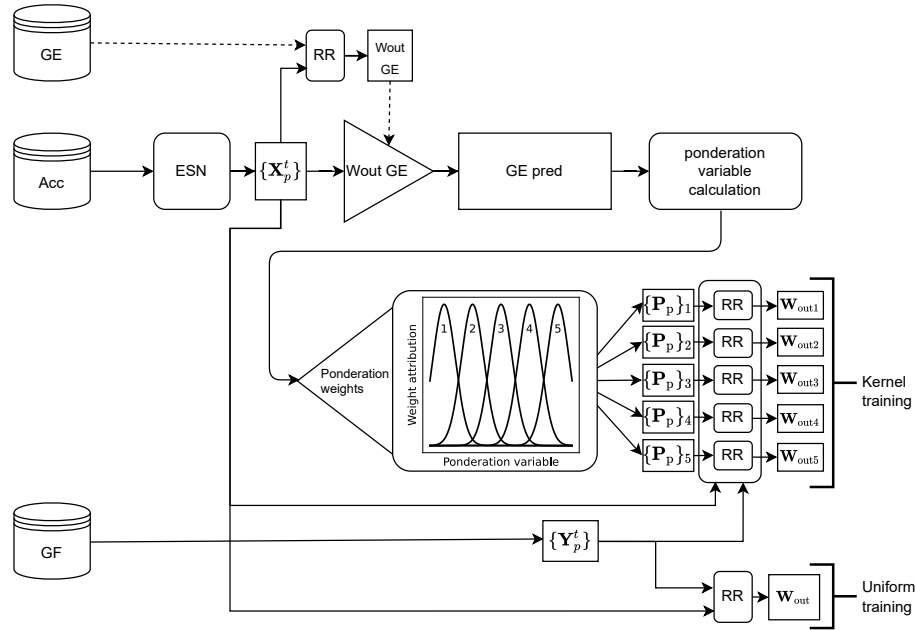 GE
RR
Wout
GE
Acc
ESN
{X_p^t}
Wout GE
GE pred
ponderation
variable
calculation
Ponderation
weights
Weight attribution
1 2 3 4 5
Ponderation variable
{P_p}_1 RR W_out1
{P_p}_2 RR W_out2
{P_p}_3 RR W_out3
{P_p}_4 RR W_out4
{P_p}_5 RR W_out5
Kernel
training
GF
{Y_p^t}
RR
W_out
Uniform
training